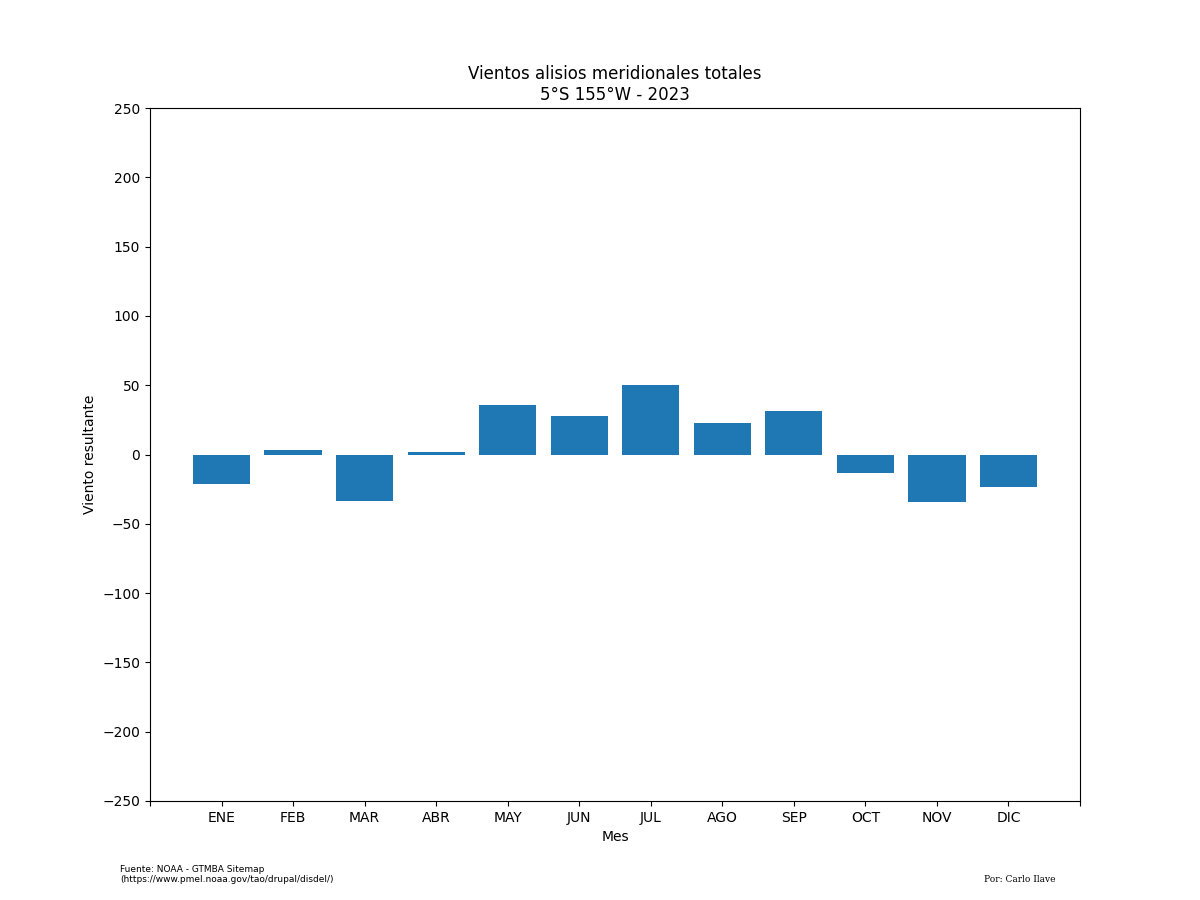 Vientos alisios meridionales totales
5°S 155°W - 2023
250
200
150
100
50
0
−50
−100
−150
−200
−250
Viento resultante
ENE FEB MAR ABR MAY JUN JUL AGO SEP OCT NOV DIC
Mes
Fuente: NOAA - GTMBA Sitemap
(https://www.pmel.noaa.gov/tao/drupal/disdel/)
Por: Carlo Ilave